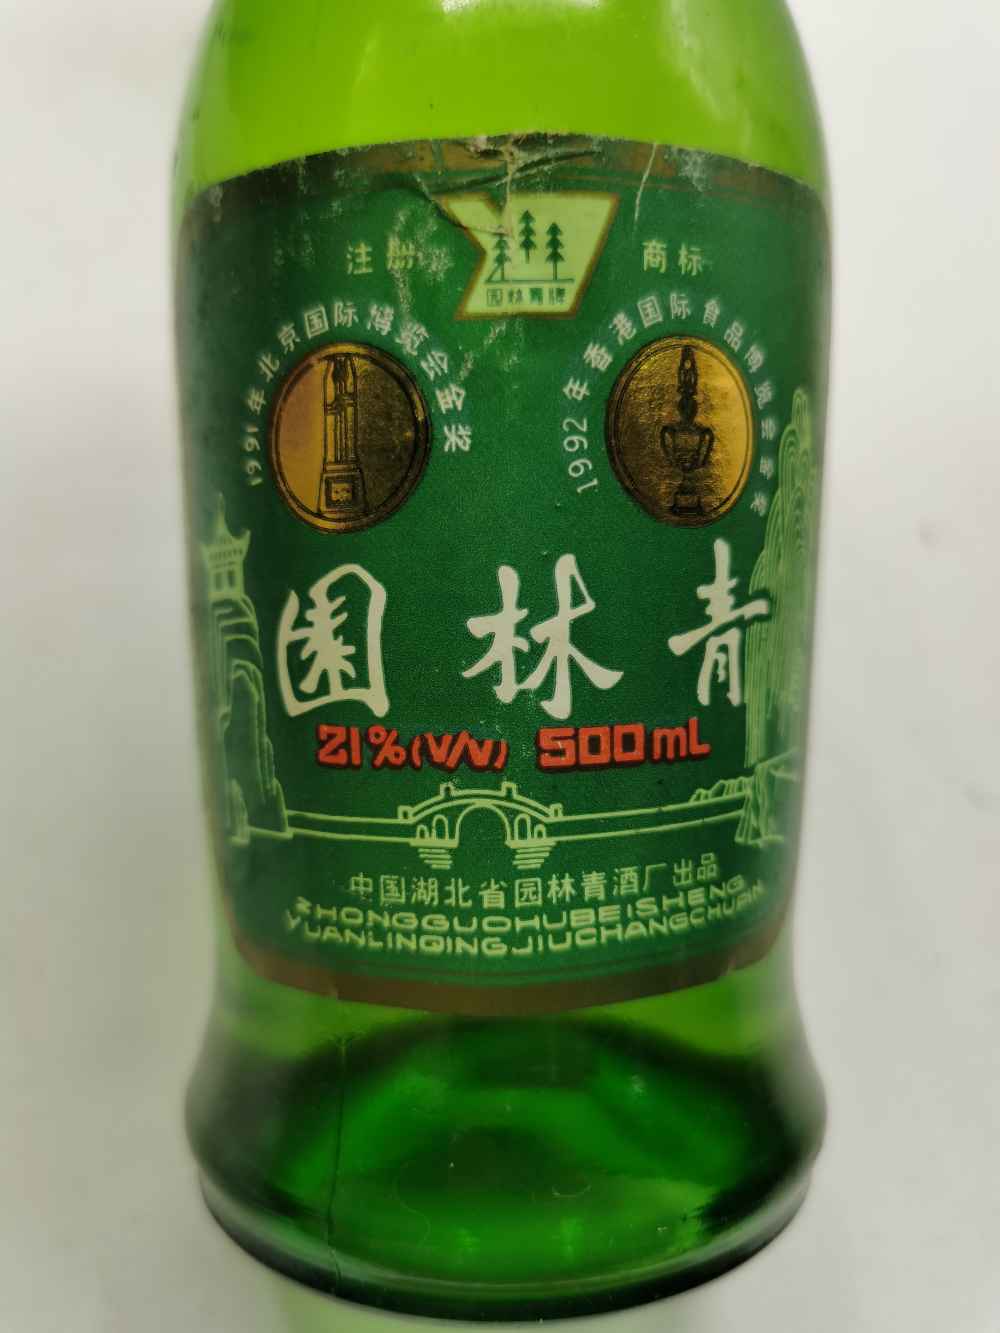 注册 商标
园林青牌
1991年北京国际博览会金奖
1992年香港国际食品博览会金奖
園林青
21%(V/V) 500mL
中国湖北省园林青酒厂出品
ZHONGGUOHUBEISHENG
YUANLINQINGJIUCHANGCHUPIN